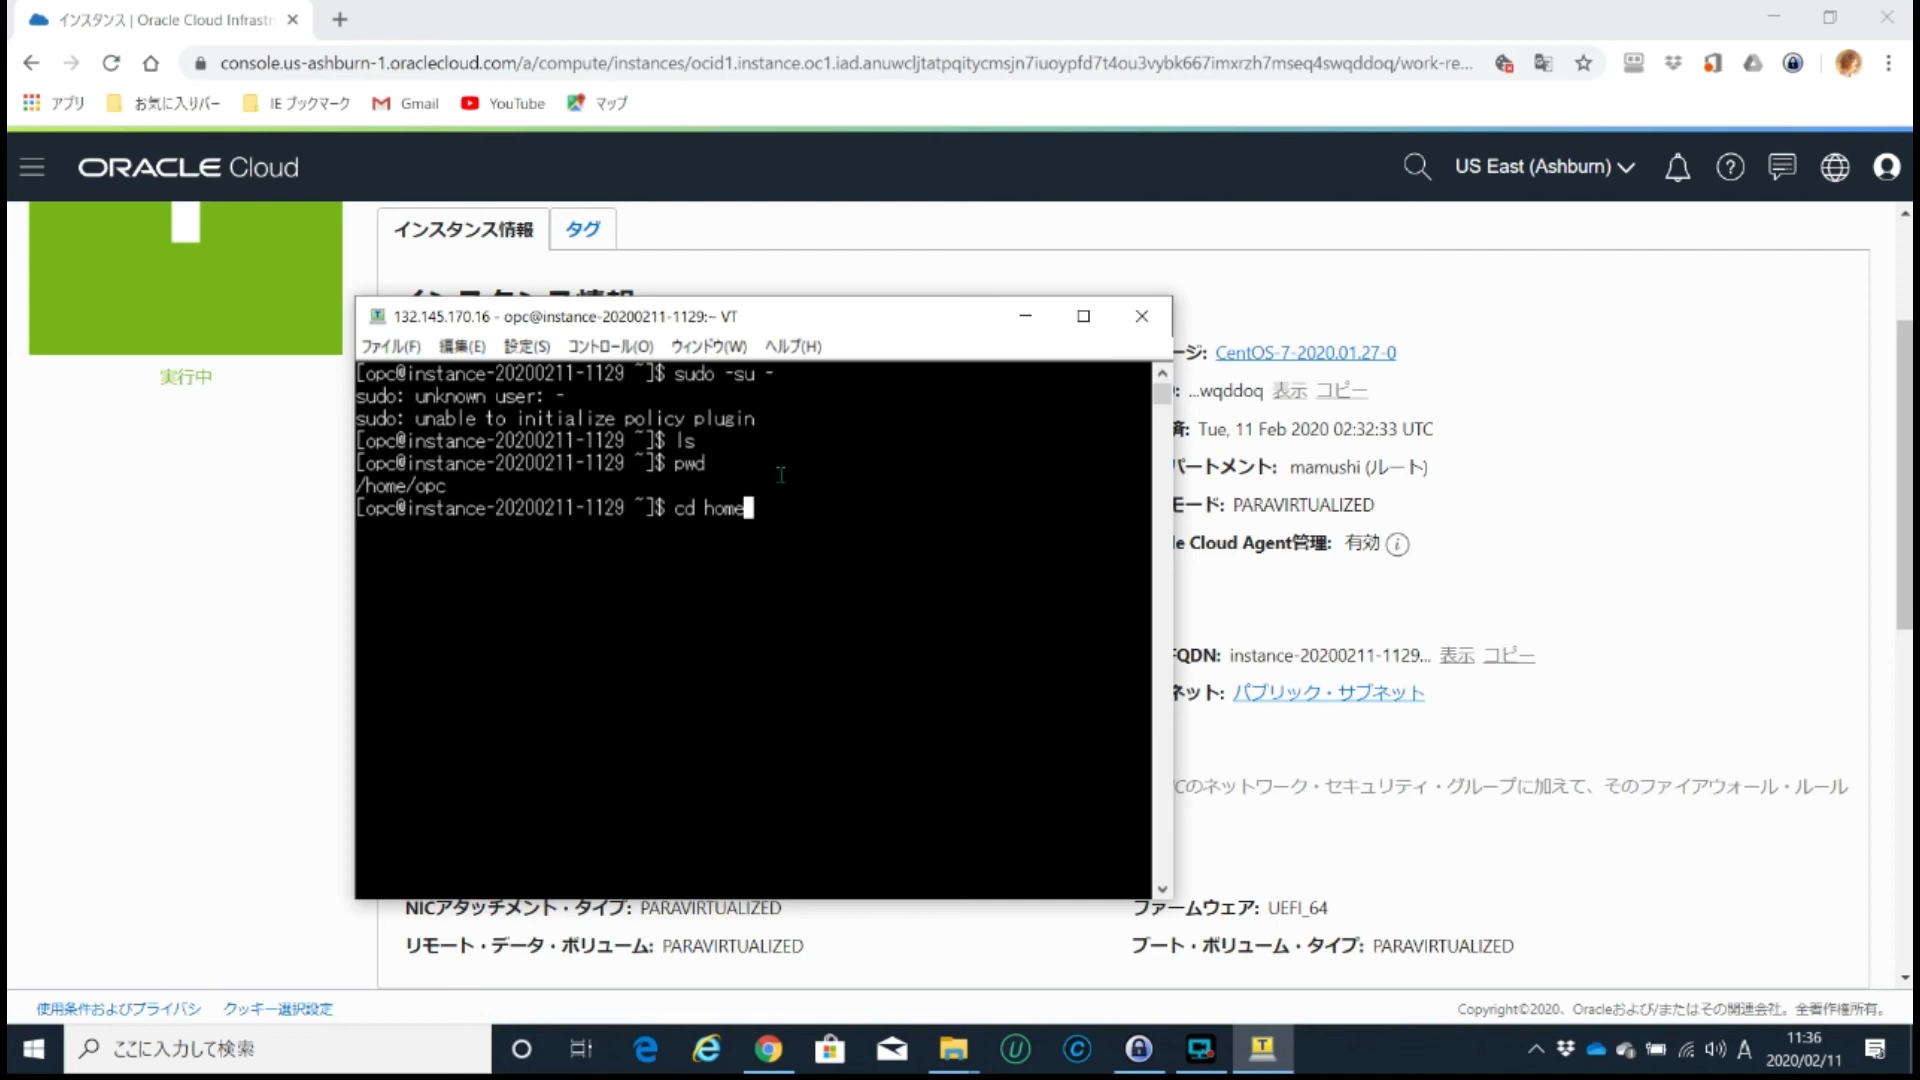 インスタンス | Oracle Cloud Infrastr
console.us-ashburn-1.oraclecloud.com/a/compute/instances/ocid1.instance.oc1.iad.anuwcljtatpqitycmsjn7iuoypfd7t4ou3vybk667imxrzh7mseq4swqddoq/work-re...
アプリ お気に入りバー IE ブックマーク Gmail YouTube マップ
ORACLE Cloud US East (Ashburn)
インスタンス情報 タグ
実行中
132.145.170.16 - opc@instance-20200211-1129:~ VT
ファイル(F) 編集(E) 設定(S) コントロール(O) ウィンドウ(W) ヘルプ(H)
[opc@instance-20200211-1129 ~]$ sudo -su -
sudo: unknown user: -
sudo: unable to initialize policy plugin
[opc@instance-20200211-1129 ~]$ ls
[opc@instance-20200211-1129 ~]$ pwd
/home/opc
[opc@instance-20200211-1129 ~]$ cd home
ージ: CentOS-7-2020.01.27-0
: ...wqddoq 表示 コピー
済: Tue, 11 Feb 2020 02:32:33 UTC
パートメント: mamushi (ルート)
モード: PARAVIRTUALIZED
le Cloud Agent管理: 有効
FQDN: instance-20200211-1129... 表示 コピー
ネット: パブリック・サブネット
Cのネットワーク・セキュリティ・グループに加えて、そのファイアウォール・ルール
NICアタッチメント・タイプ: PARAVIRTUALIZED
ファームウェア: UEFI_64
リモート・データ・ボリューム: PARAVIRTUALIZED
ブート・ボリューム・タイプ: PARAVIRTUALIZED
使用条件およびプライバシ クッキー選択設定
Copyright©2020、Oracleおよび/またはその関連会社。全著作権所有。
ここに入力して検索
A 11:36
2020/02/11